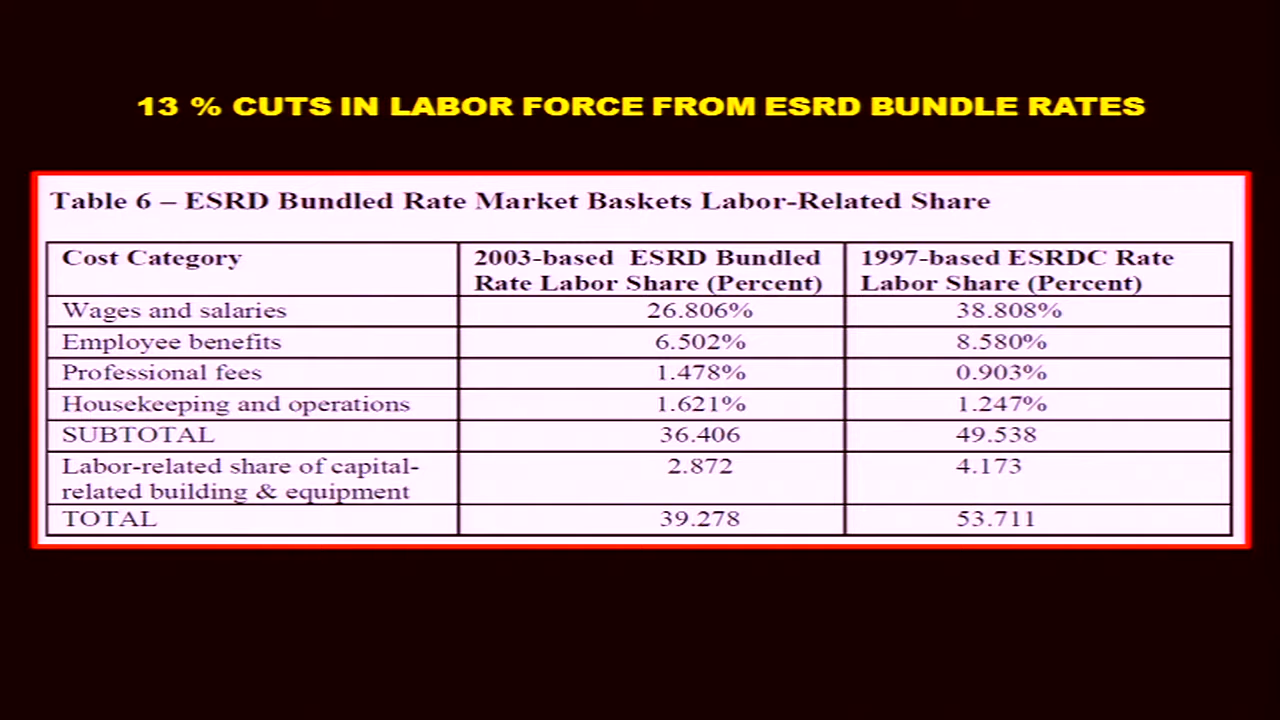 13 % CUTS IN LABOR FORCE FROM ESRD BUNDLE RATES
Table 6 – ESRD Bundled Rate Market Baskets Labor-Related Share
Cost Category 2003-based ESRD Bundled Rate Labor Share (Percent) 1997-based ESRDC Rate Labor Share (Percent)
Wages and salaries 26.806% 38.808%
Employee benefits 6.502% 8.580%
Professional fees 1.478% 0.903%
Housekeeping and operations 1.621% 1.247%
SUBTOTAL 36.406 49.538
Labor-related share of capital-
related building & equipment 2.872 4.173
TOTAL 39.278 53.711